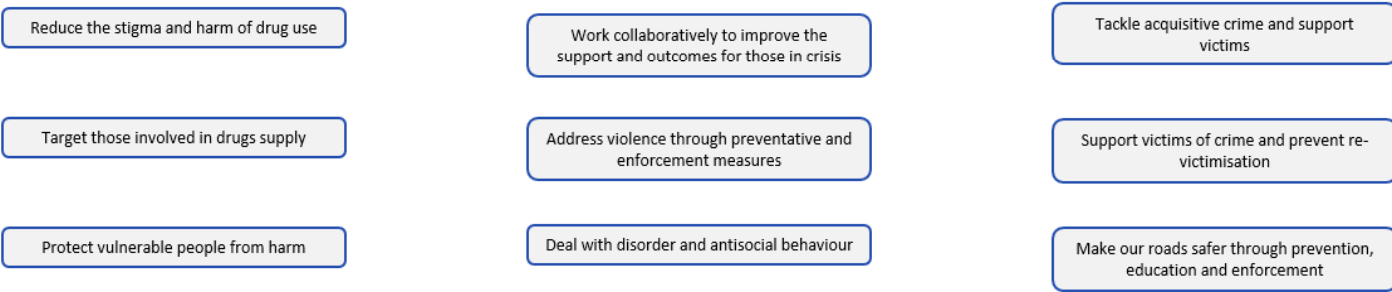 Reduce the stigma and harm of drug use
Work collaboratively to improve the
support and outcomes for those in crisis
Tackle acquisitive crime and support
victims
Target those involved in drugs supply
Address violence through preventative and
enforcement measures
Support victims of crime and prevent re-
victimisation
Protect vulnerable people from harm
Deal with disorder and antisocial behaviour
Make our roads safer through prevention,
education and enforcement